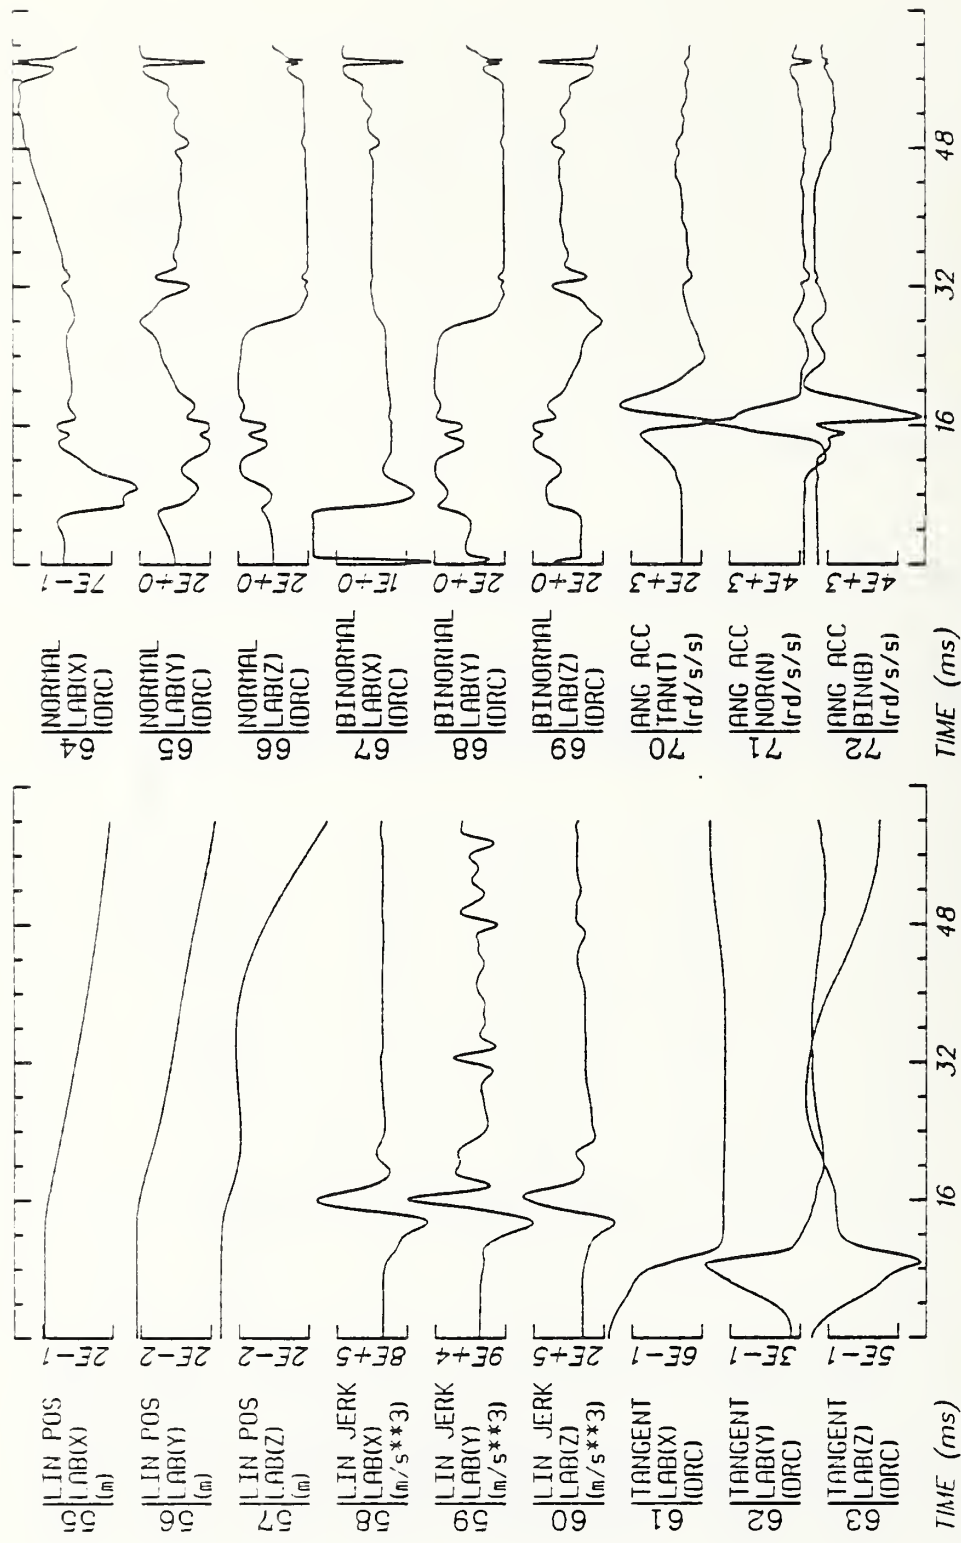 55
LIN POS
LAB(X)
(m)
2E-1
56
LIN POS
LAB(Y)
(m)
2E-2
57
LIN POS
LAB(Z)
(m)
2E-2
58
LIN JERK
LAB(X)
(m/s**3)
8E+5
59
LIN JERK
LAB(Y)
(m/s**3)
9E+4
60
LIN JERK
LAB(Z)
(m/s**3)
2E+5
61
TANGENT
LAB(X)
(DRC)
6E-1
62
TANGENT
LAB(Y)
(DRC)
3E-1
63
TANGENT
LAB(Z)
(DRC)
5E-1
16
32
48
TIME (ms)
64
NORMAL
LAB(X)
(DRC)
7E-1
65
NORMAL
LAB(Y)
(DRC)
2E+0
66
NORMAL
LAB(Z)
(DRC)
2E+0
67
BINORMAL
LAB(X)
(DRC)
1E+0
68
BINORMAL
LAB(Y)
(DRC)
2E+0
69
BINORMAL
LAB(Z)
(DRC)
2E+0
70
ANG ACC
TAN(T)
(rd/s/s)
2E+3
71
ANG ACC
NOR(N)
(rd/s/s)
4E+3
72
ANG ACC
BIN(B)
(rd/s/s)
4E+3
16
32
48
TIME (ms)